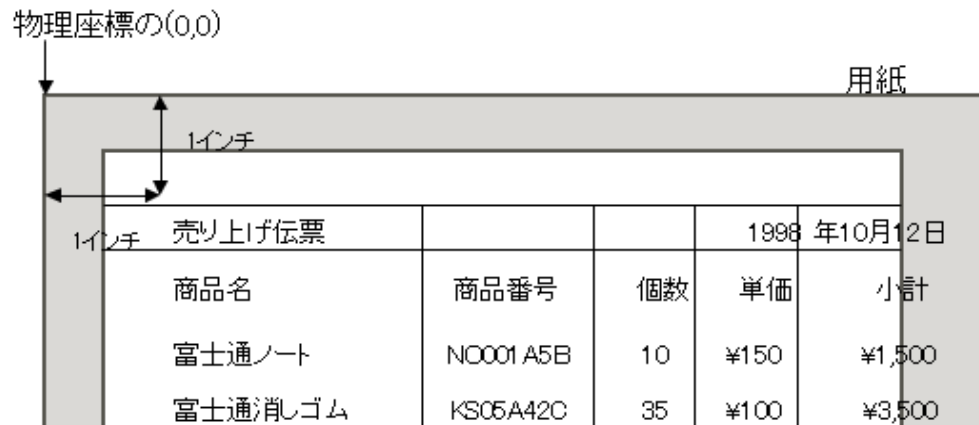 物理座標の(0,0)
用紙
1インチ
1インチ
売り上げ伝票 1998 年10月12日
商品名 商品番号 個数 単価 小計
富士通ノート NO001A5B 10 ¥150 ¥1,500
富士通消しゴム KS05A42C 35 ¥100 ¥3,500